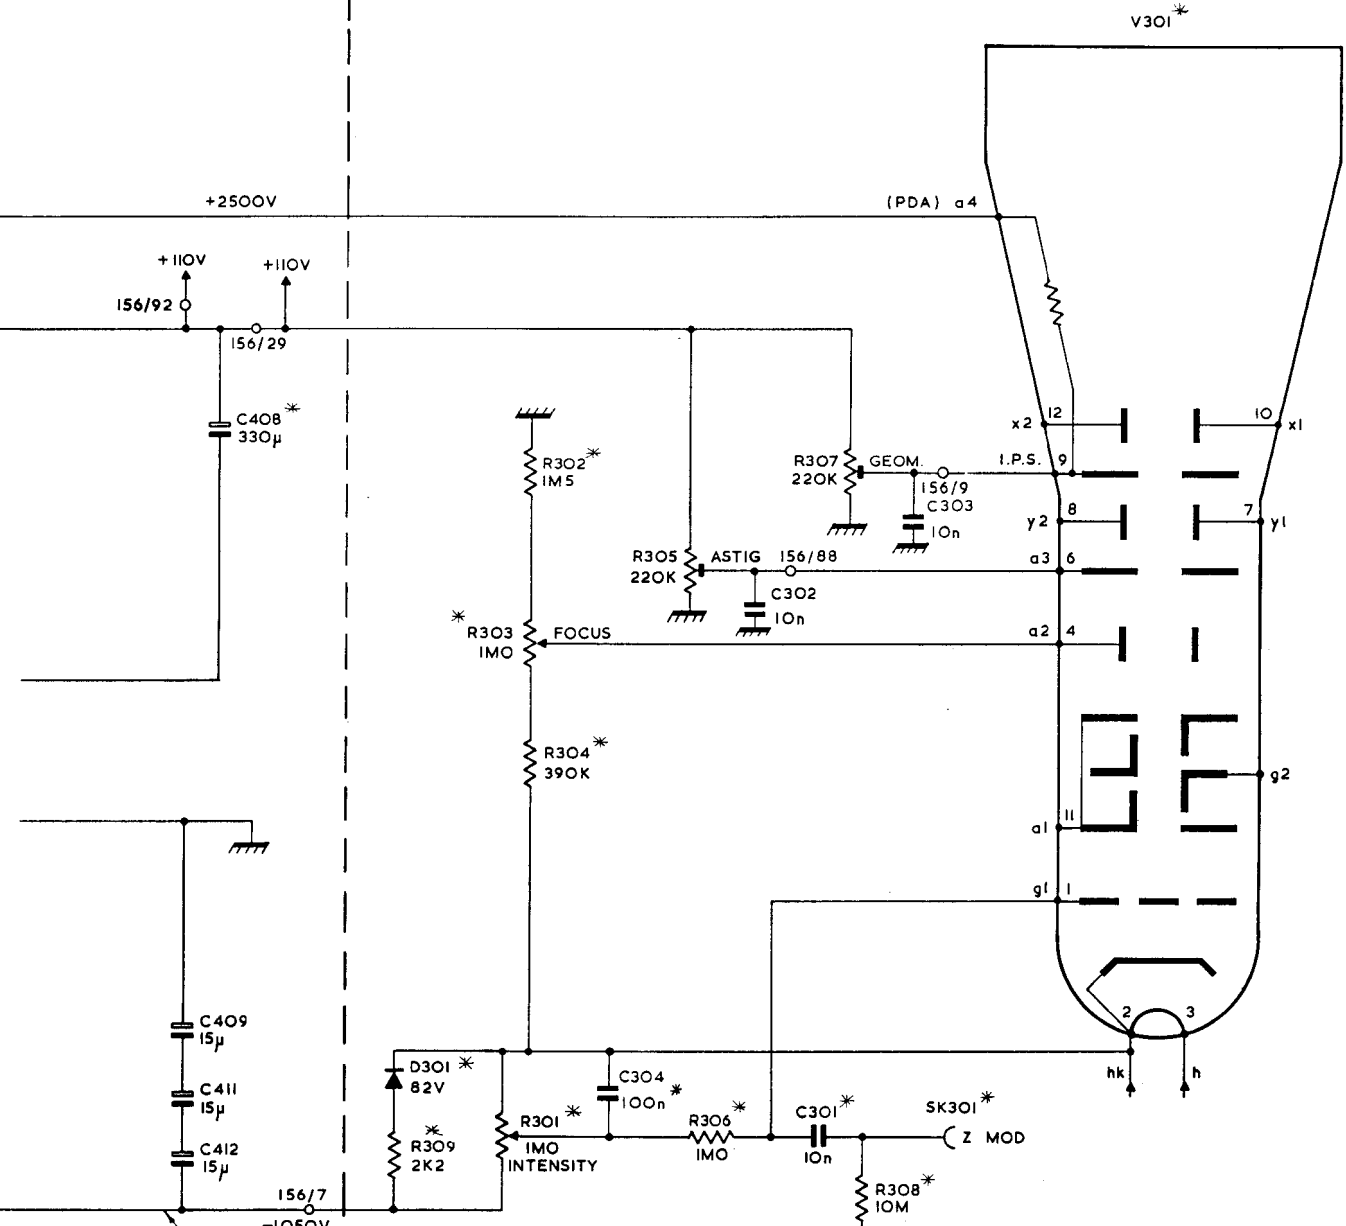 V301*
+2500V
(PDA) a4
+110V
+110V
156/92
156/29
C408*
330µ
x2 12
10 x1
R302*
1M5
R307
220K
GEOM.
I.P.S. 9
156/9
C303
10n
y2 8
7 y1
R305
220K
ASTIG
156/88
a3 6
C302
10n
* R303
1MO
FOCUS
a2 4
R304*
390K
g2
a1 11
g1 1
C409
15µ
C411
15µ
C412
15µ
2 3
hk h
D301*
82V
C304
100n*
R301*
1MO
INTENSITY
R309*
2K2
R306*
1MO
C301*
10n
SK301*
Z MOD
R308*
10M
156/7
-1050V